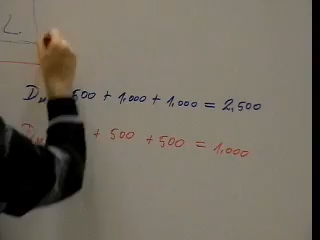 L
D 500 + 1,000 + 1,000 = 2,500
D + 500 + 500 = 1,000